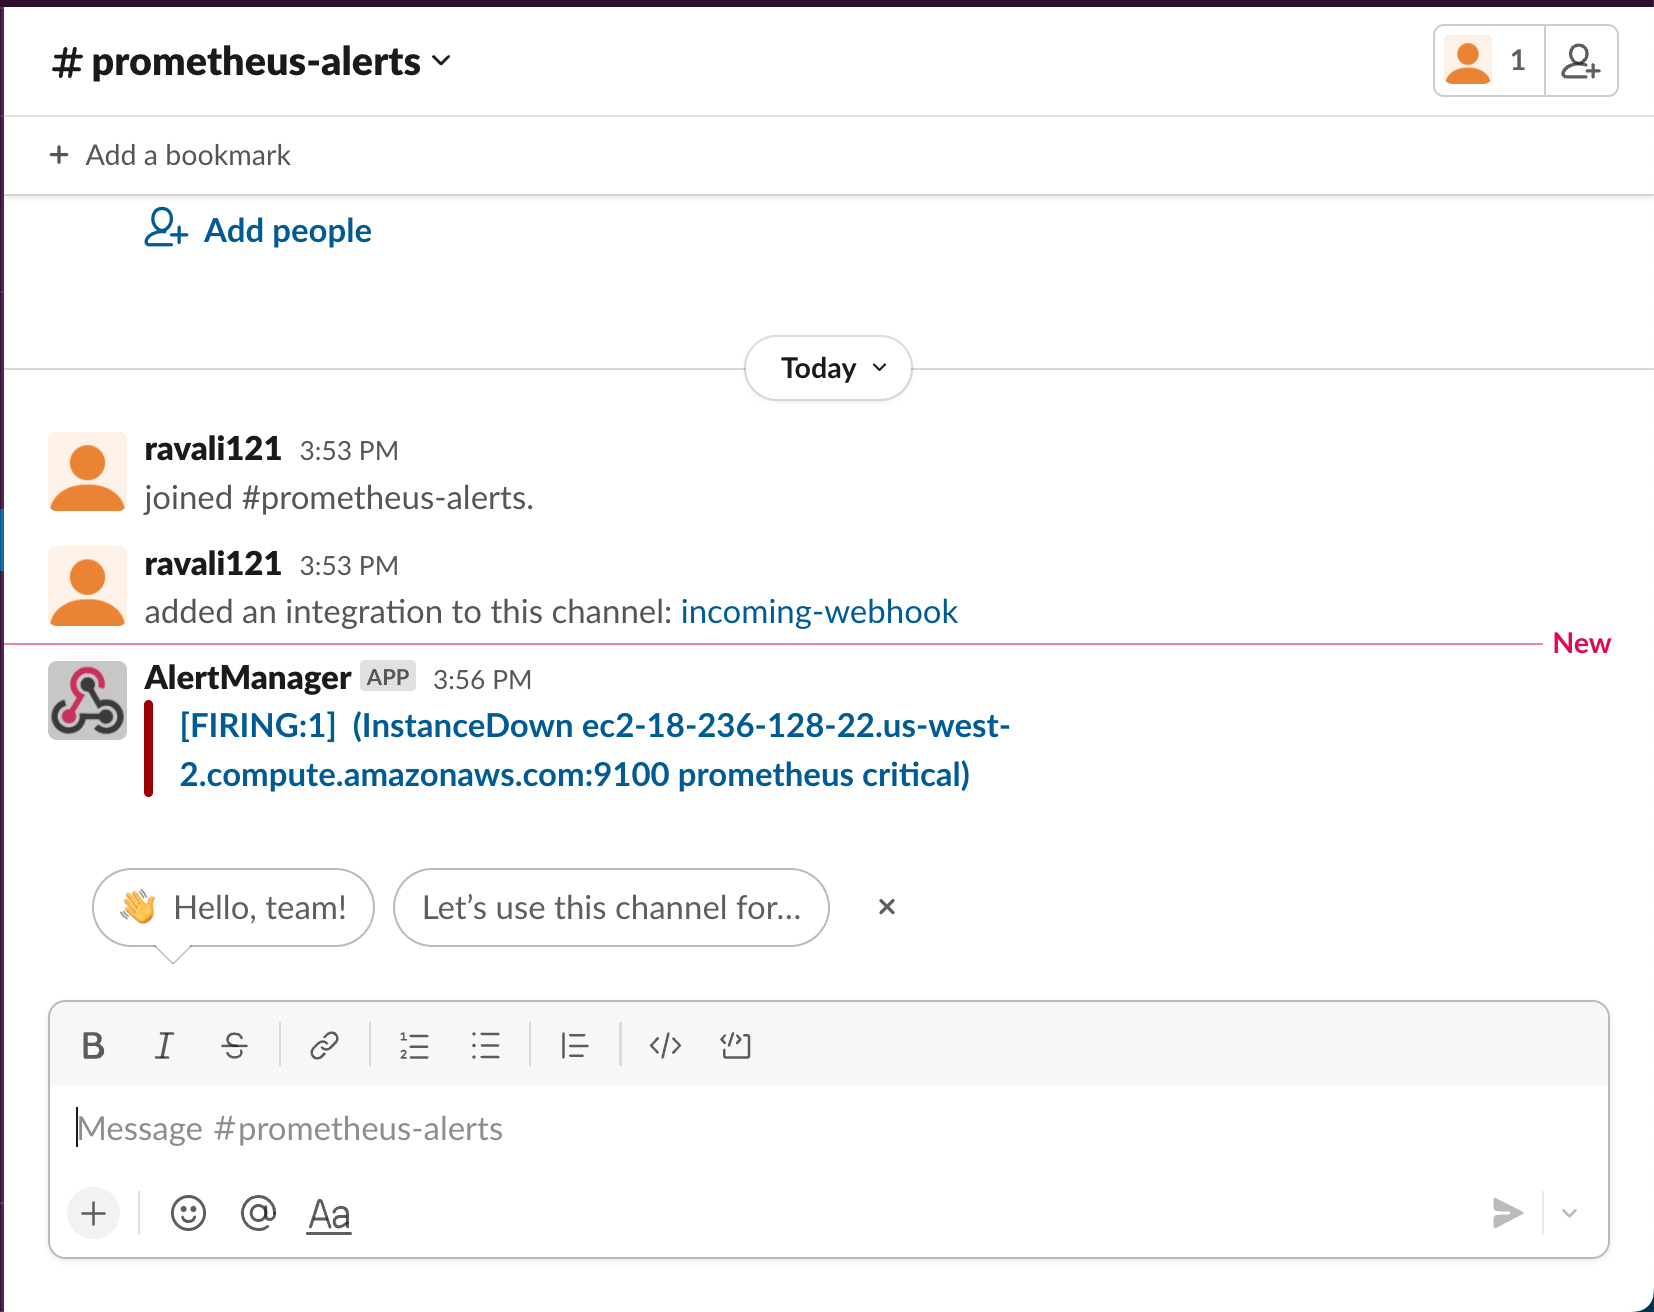 # prometheus-alerts
1
+ Add a bookmark
Add people
Today
ravali121 3:53 PM
joined #prometheus-alerts.
ravali121 3:53 PM
added an integration to this channel: incoming-webhook
New
AlertManager APP 3:56 PM
[FIRING:1] (InstanceDown ec2-18-236-128-22.us-west-
2.compute.amazonaws.com:9100 prometheus critical)
👋 Hello, team! Let’s use this channel for...
B I S
Message #prometheus-alerts
Aa